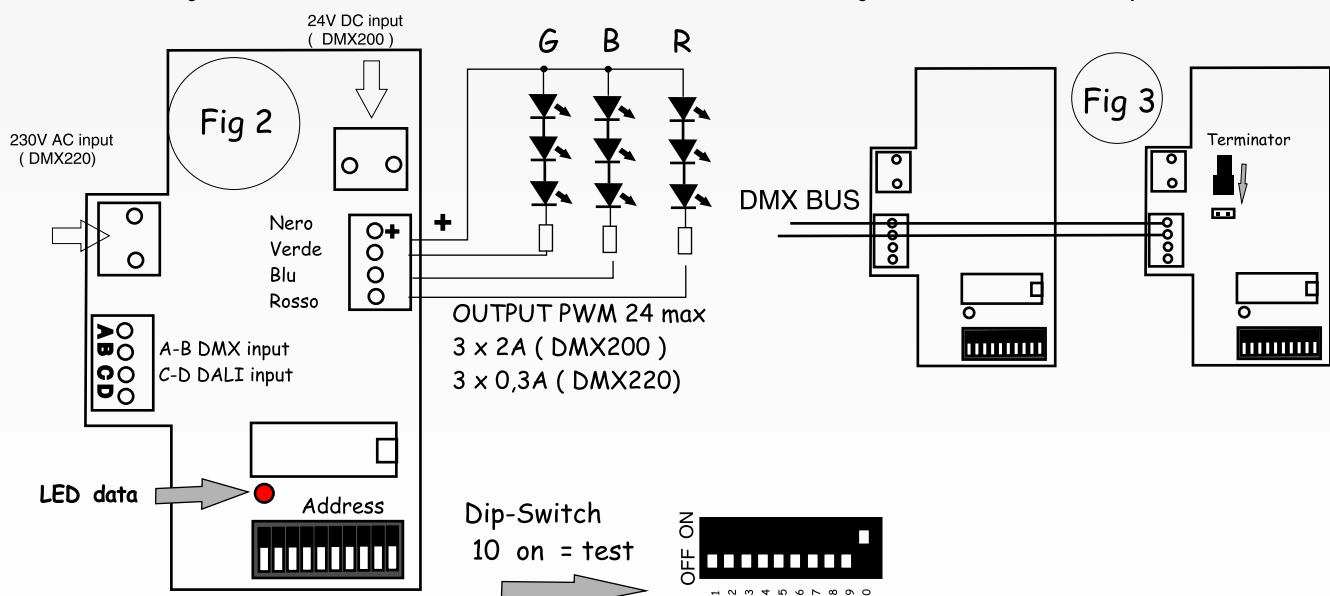 24V DC input
( DMX200 )
G B R
Fig 2
230V AC input
( DMX220)
Nero
Verde
Blu
Rosso
+
+
A
B
C
D
A-B DMX input
C-D DALI input
OUTPUT PWM 24 max
3 x 2A ( DMX200 )
3 x 0,3A ( DMX220)
LED data
Address
Dip-Switch
10 on = test
OFF ON
1 2 3 4 5 6 7 8 9 0
Fig 3
Terminator
DMX BUS